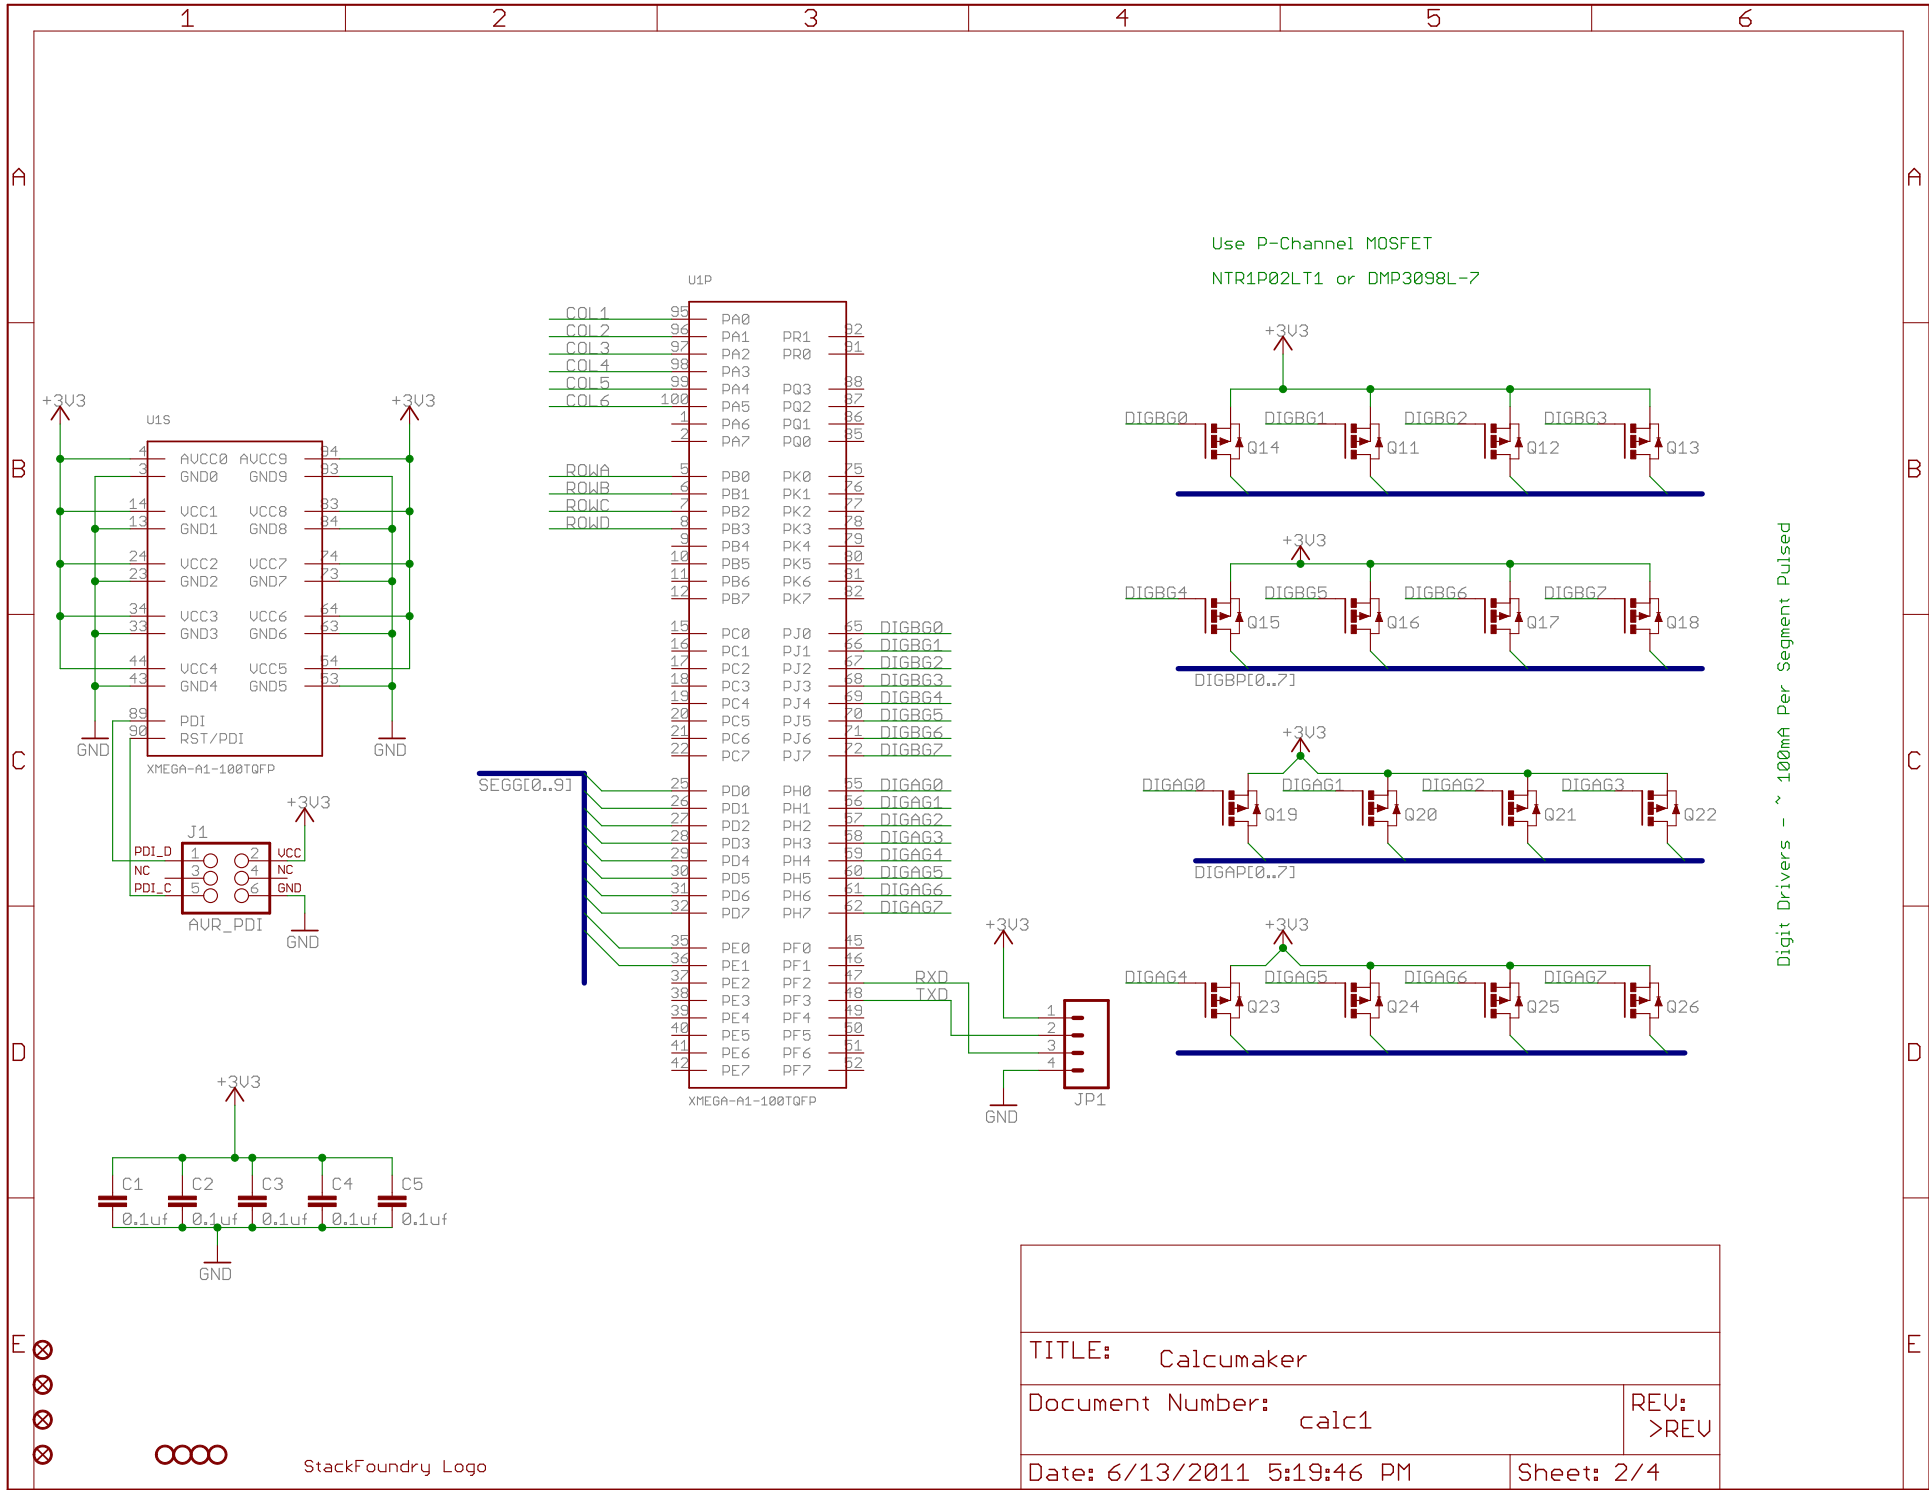 1 2 3 4 5 6
A A
B B
C C
D D
E E
Use P-Channel MOSFET
NTR1P02LT1 or DMP3098L-7
+3V3 +3V3
U1S
4 AVCC0 AVCC9 94
3 GND0 GND9 93
14 VCC1 VCC8 83
13 GND1 GND8 84
24 VCC2 VCC7 74
23 GND2 GND7 73
34 VCC3 VCC6 64
33 GND3 GND6 63
44 VCC4 VCC5 54
43 GND4 GND5 53
89 PDI
90 RST/PDI
GND GND
XMEGA-A1-100TQFP
+3V3
J1
PDI_D 1 2 VCC
NC 3 4 NC
PDI_C 5 6 GND
AVR_PDI
GND
+3V3
C1 C2 C3 C4 C5
0.1uf 0.1uf 0.1uf 0.1uf 0.1uf
GND
U1P
COL1 95 PA0
COL2 96 PA1 PR1 92
COL3 97 PA2 PR0 91
COL4 98 PA3
COL5 99 PA4 PQ3 88
COL6 100 PA5 PQ2 87
1 PA6 PQ1 86
2 PA7 PQ0 85
ROWA 5 PB0 PK0 75
ROWB 6 PB1 PK1 76
ROWC 7 PB2 PK2 77
ROWD 8 PB3 PK3 78
9 PB4 PK4 79
10 PB5 PK5 80
11 PB6 PK6 81
12 PB7 PK7 82
15 PC0 PJ0 65 DIGBG0
16 PC1 PJ1 66 DIGBG1
17 PC2 PJ2 67 DIGBG2
18 PC3 PJ3 68 DIGBG3
19 PC4 PJ4 69 DIGBG4
20 PC5 PJ5 70 DIGBG5
21 PC6 PJ6 71 DIGBG6
22 PC7 PJ7 72 DIGBG7
SEGG[0..9]
25 PD0 PH0 55 DIGAG0
26 PD1 PH1 56 DIGAG1
27 PD2 PH2 57 DIGAG2
28 PD3 PH3 58 DIGAG3
29 PD4 PH4 59 DIGAG4
30 PD5 PH5 60 DIGAG5
31 PD6 PH6 61 DIGAG6
32 PD7 PH7 62 DIGAG7
35 PE0 PF0 45
36 PE1 PF1 46
37 PE2 PF2 47 RXD
38 PE3 PF3 48 TXD
39 PE4 PF4 49
40 PE5 PF5 50
41 PE6 PF6 51
42 PE7 PF7 52
XMEGA-A1-100TQFP
+3V3
1
2
3
4
JP1
GND
+3V3
DIGBG0 DIGBG1 DIGBG2 DIGBG3
Q14 Q11 Q12 Q13
+3V3
DIGBG4 DIGBG5 DIGBG6 DIGBG7
Q15 Q16 Q17 Q18
DIGBP[0..7]
+3V3
DIGAG0 DIGAG1 DIGAG2 DIGAG3
Q19 Q20 Q21 Q22
DIGAP[0..7]
+3V3
DIGAG4 DIGAG5 DIGAG6 DIGAG7
Q23 Q24 Q25 Q26
Digit Drivers - ~ 100mA Per Segment Pulsed
StackFoundry Logo
TITLE: Calcumaker
Document Number:
calc1
REV:
>REV
Date: 6/13/2011 5:19:46 PM
Sheet: 2/4